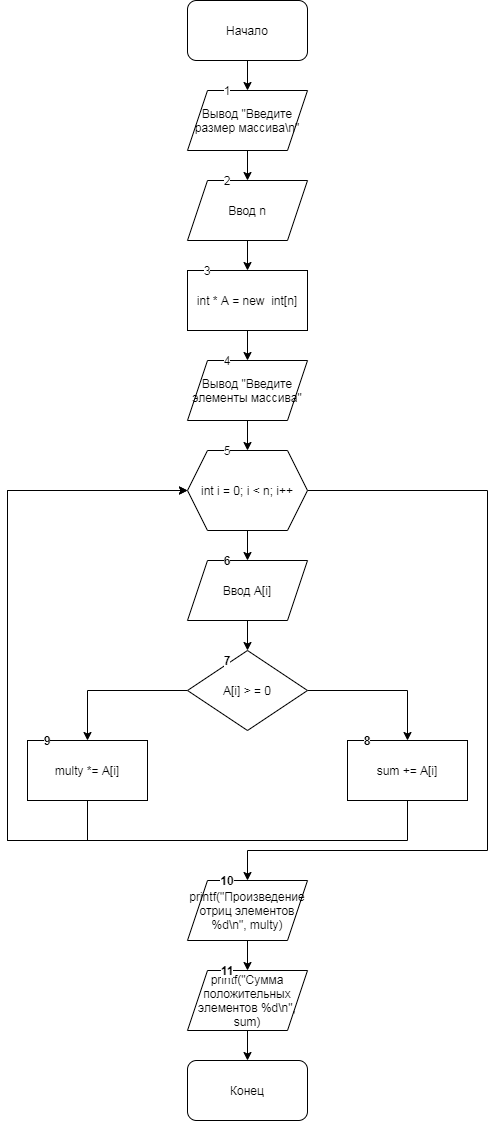 Начало
1
Вывод "Введите
размер массива\n"
2
Ввод n
3
int * A = new int[n]
4
Вывод "Введите
элементы массива"
5
int i = 0; i < n; i++
6
Ввод A[i]
7
A[i] > = 0
9
multy *= A[i]
8
sum += A[i]
10
printf("Произведение
отриц элементов
%d\n", multy)
11
printf("Сумма
положительных
элементов %d\n",
sum)
Конец